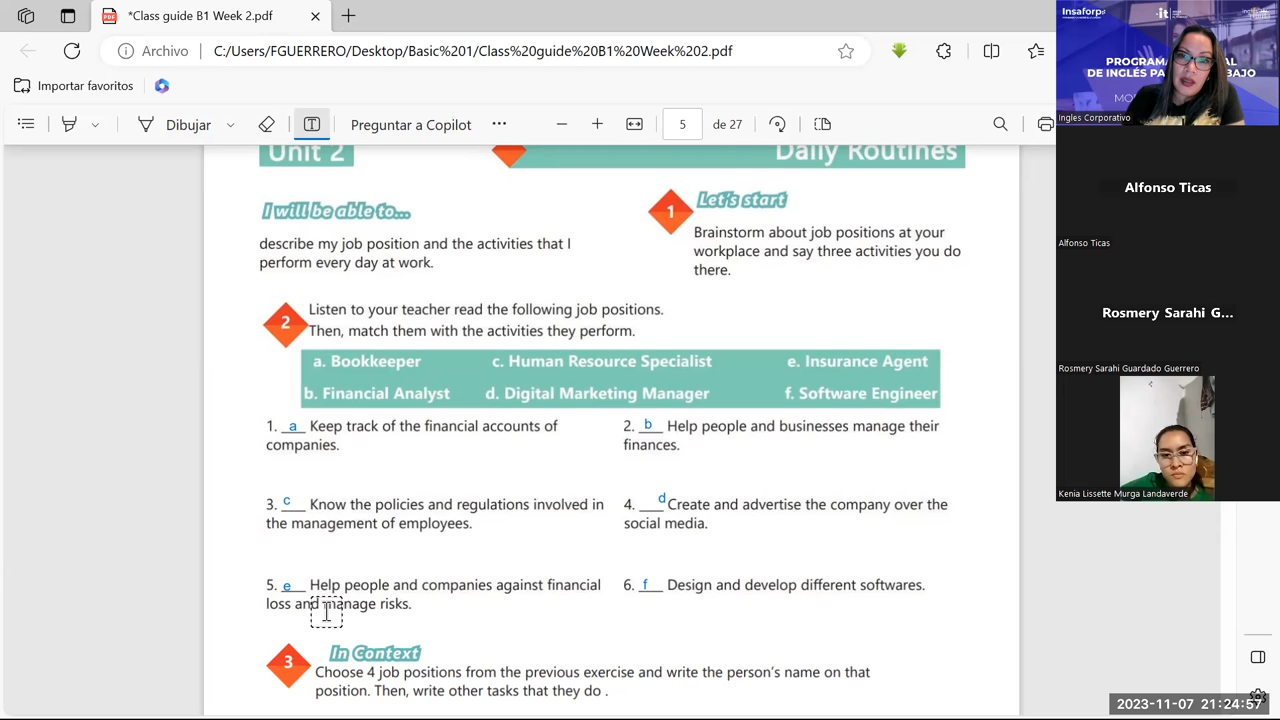 *Class guide B1 Week 2.pdf
Archivo
C:/Users/FGUERRERO/Desktop/Basic%201/Class%20guide%20B1%20Week%202.pdf
Importar favoritos
Dibujar
Preguntar a Copilot
5
de 27
Unit 2
Daily Routines
I will be able to...
describe my job position and the activities that I
perform every day at work.
1
Let's start
Brainstorm about job positions at your
workplace and say three activities you do
there.
2
Listen to your teacher read the following job positions.
Then, match them with the activities they perform.
a. Bookkeeper
c. Human Resource Specialist
e. Insurance Agent
b. Financial Analyst
d. Digital Marketing Manager
f. Software Engineer
1. a Keep track of the financial accounts of
companies.
2. b Help people and businesses manage their
finances.
3. c Know the policies and regulations involved in
the management of employees.
4. d Create and advertise the company over the
social media.
5. e Help people and companies against financial
loss and manage risks.
6. f Design and develop different softwares.
3
In Context
Choose 4 job positions from the previous exercise and write the person's name on that
position. Then, write other tasks that they do .
Insaforp
PROGRAMA
AL
DE INGLÉS PA
BAJO
Ingles Corporativo
Alfonso Ticas
Alfonso Ticas
Rosmery Sarahi G...
Rosmery Sarahi Guardado Guerrero
Kenia Lissette Murga Landaverde
2023-11-07 21:24:57